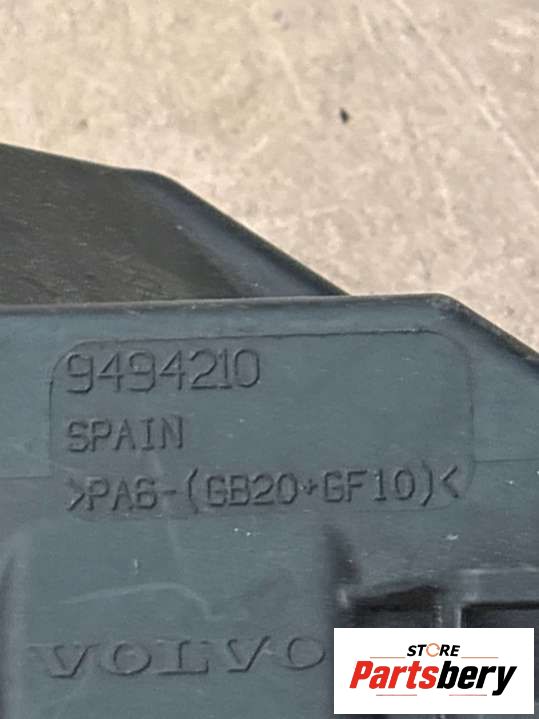 9494210
SPAIN
>PA6-(GB20+GF10)<
VOLVO
STORE
Partsbery